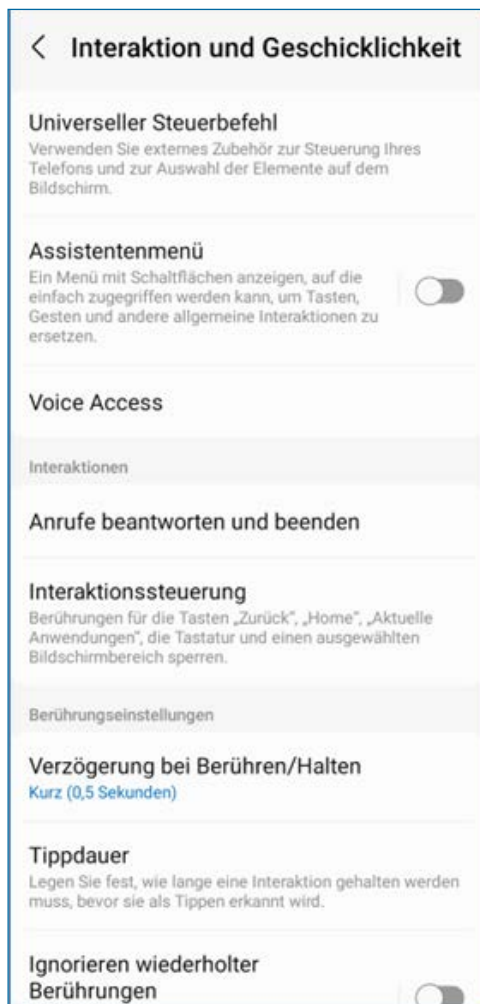 Interaktion und Geschicklichkeit
Universeller Steuerbefehl
Verwenden Sie externes Zubehör zur Steuerung Ihres
Telefons und zur Auswahl der Elemente auf dem
Bildschirm.
Assistentenmenü
Ein Menü mit Schaltflächen anzeigen, auf die
einfach zugegriffen werden kann, um Tasten,
Gesten und andere allgemeine Interaktionen zu
ersetzen.
Voice Access
Interaktionen
Anrufe beantworten und beenden
Interaktionssteuerung
Berührungen für die Tasten „Zurück", „Home", „Aktuelle
Anwendungen", die Tastatur und einen ausgewählten
Bildschirmbereich sperren.
Berührungseinstellungen
Verzögerung bei Berühren/Halten
Kurz (0,5 Sekunden)
Tippdauer
Legen Sie fest, wie lange eine Interaktion gehalten werden
muss, bevor sie als Tippen erkannt wird.
Ignorieren wiederholter
Berührungen